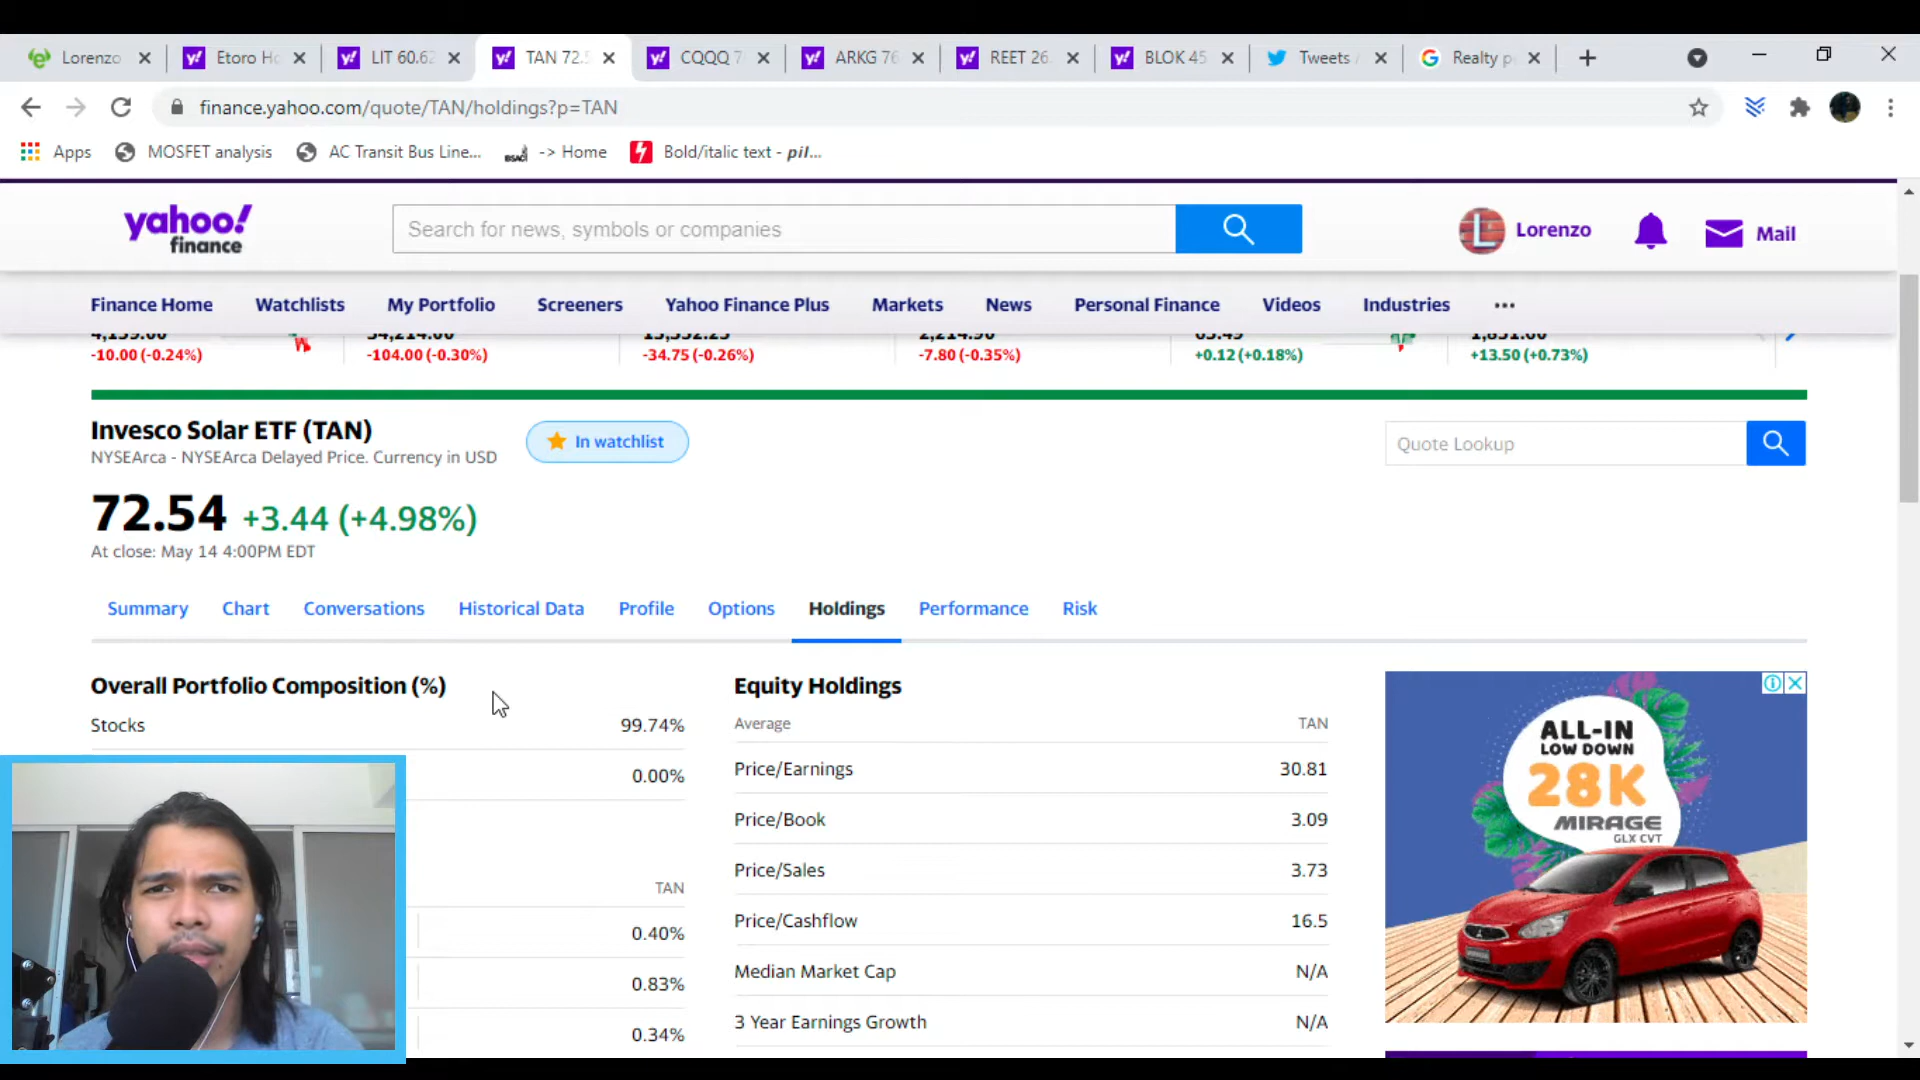 Lorenzo
Etoro Ho
LIT 60.62
TAN 72.5
CQQQ 7
ARKG 76
REET 26.
BLOK 45
Tweets /
Realty p
finance.yahoo.com/quote/TAN/holdings?p=TAN
Apps
MOSFET analysis
AC Transit Bus Line...
-> Home
Bold/italic text - pil...
yahoo!
finance
Search for news, symbols or companies
L
Lorenzo
Mail
Finance Home
Watchlists
My Portfolio
Screeners
Yahoo Finance Plus
Markets
News
Personal Finance
Videos
Industries
-10.00 (-0.24%)
-104.00 (-0.30%)
-34.75 (-0.26%)
-7.80 (-0.35%)
+0.12 (+0.18%)
+13.50 (+0.73%)
Invesco Solar ETF (TAN)
In watchlist
Quote Lookup
NYSEArca - NYSEArca Delayed Price. Currency in USD
72.54 +3.44 (+4.98%)
At close: May 14 4:00PM EDT
Summary
Chart
Conversations
Historical Data
Profile
Options
Holdings
Performance
Risk
Overall Portfolio Composition (%)
Stocks 99.74%
0.00%
TAN
0.40%
0.83%
0.34%
Equity Holdings
Average TAN
Price/Earnings 30.81
Price/Book 3.09
Price/Sales 3.73
Price/Cashflow 16.5
Median Market Cap N/A
3 Year Earnings Growth N/A
ALL-IN
LOW DOWN
28K
MIRAGE
GLX CVT